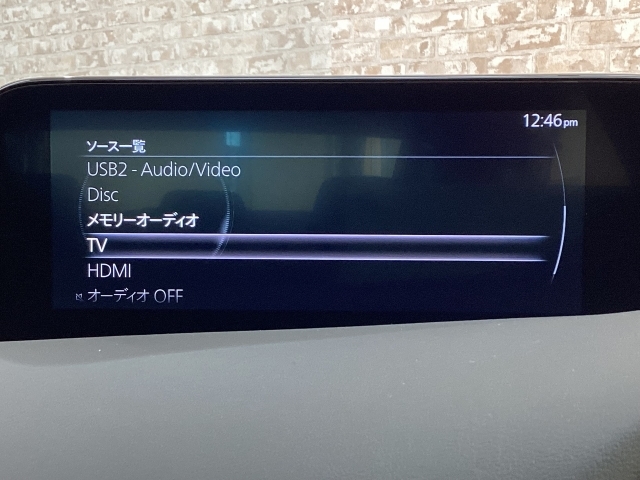 12:46pm
ソース一覧
USB2 - Audio/Video
Disc
メモリーオーディオ
TV
HDMI
オーディオ OFF